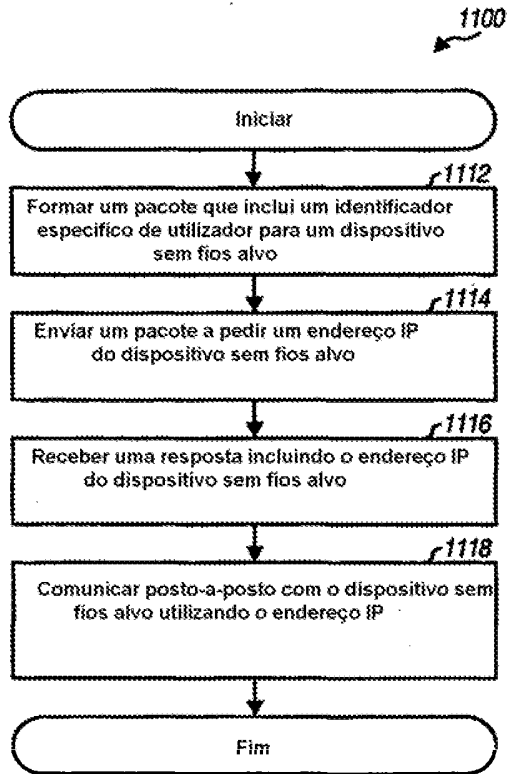 1100
Iniciar
1112
Formar um pacote que inclui um identificador
especifico de utilizador para um dispositivo
sem fios alvo
1114
Enviar um pacote a pedir um endereço IP
do dispositivo sem fios alvo
1116
Receber uma resposta incluindo o endereço IP
do dispositivo sem fios alvo
1118
Comunicar posto-a-posto com o dispositivo sem
fios alvo utilizando o endereço IP
Fim